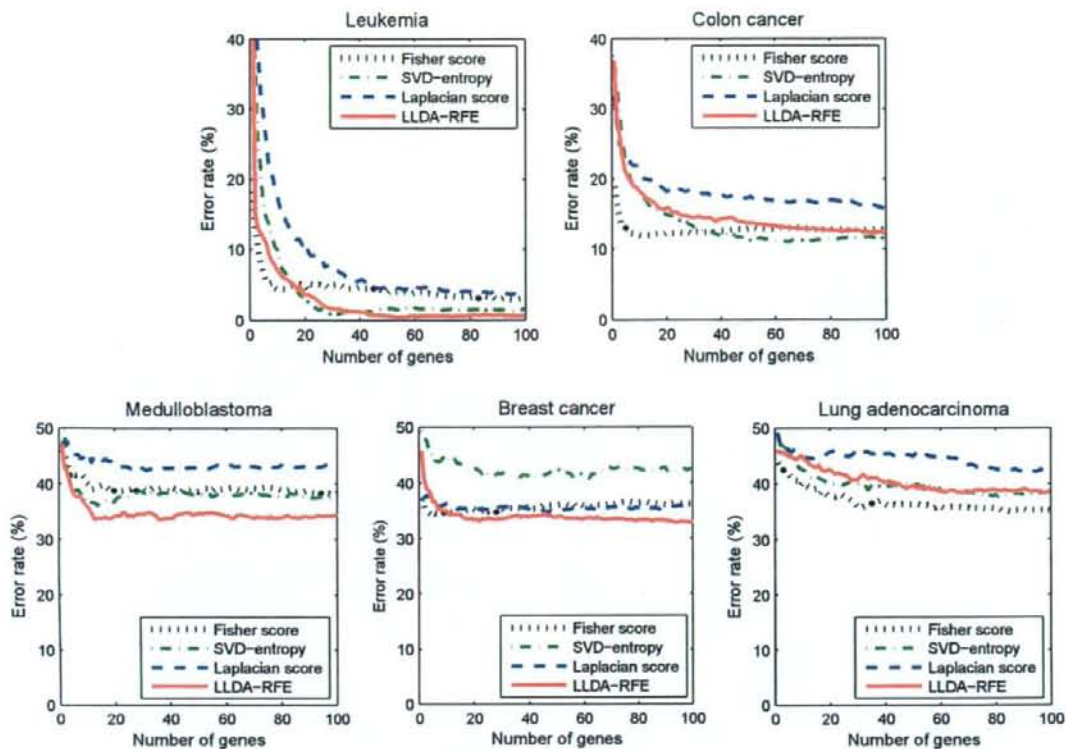 Leukemia
40
30
20
10
0
Error rate (%)
Fisher score
SVD-entropy
Laplacian score
LLDA-RFE
0 20 40 60 80 100
Number of genes
Colon cancer
40
30
20
10
0
Error rate (%)
Fisher score
SVD-entropy
Laplacian score
LLDA-RFE
0 20 40 60 80 100
Number of genes
Medulloblastoma
50
40
30
20
10
0
Error rate (%)
Fisher score
SVD-entropy
Laplacian score
LLDA-RFE
0 20 40 60 80 100
Number of genes
Breast cancer
50
40
30
20
10
0
Error rate (%)
Fisher score
SVD-entropy
Laplacian score
LLDA-RFE
0 20 40 60 80 100
Number of genes
Lung adenocarcinoma
50
40
30
20
10
0
Error rate (%)
Fisher score
SVD-entropy
Laplacian score
LLDA-RFE
0 20 40 60 80 100
Number of genes